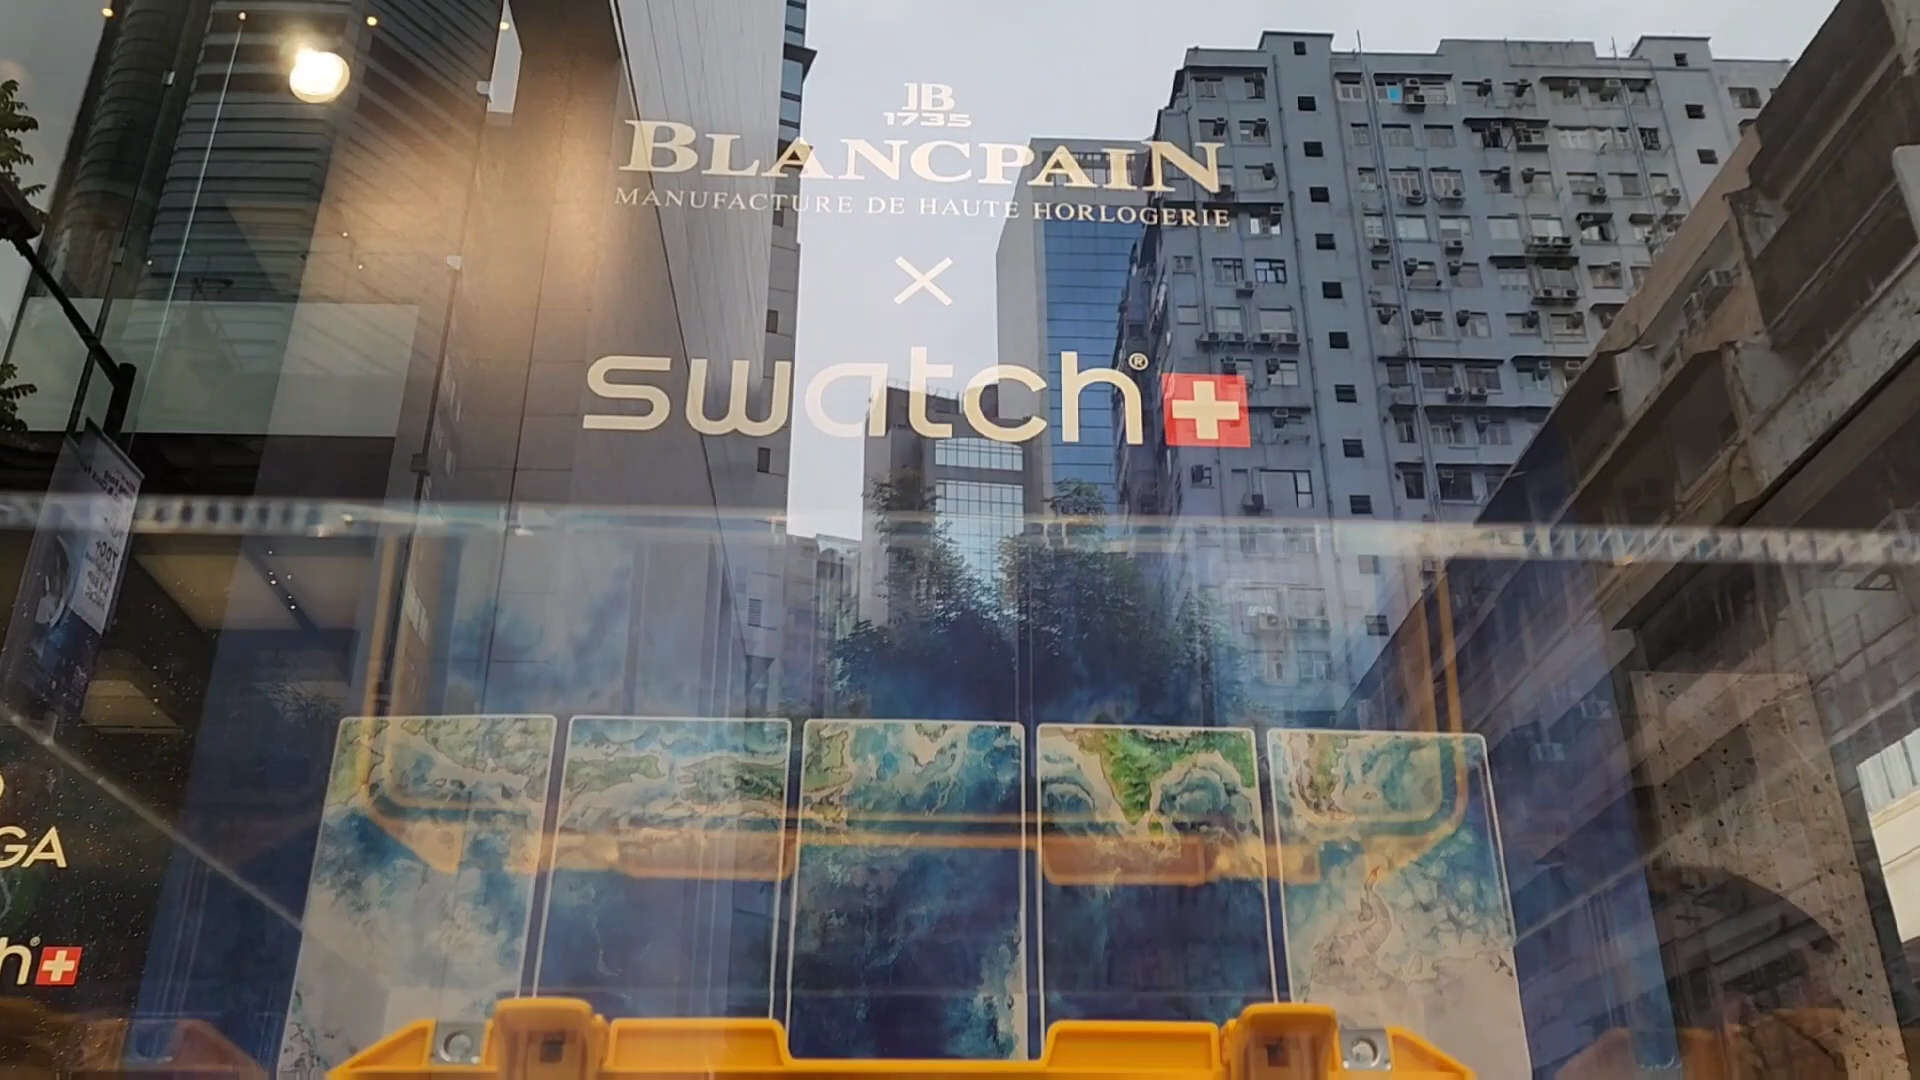 JB
1735
BLANCPAIN
MANUFACTURE DE HAUTE HORLOGERIE
×
swatch®
GA
h®